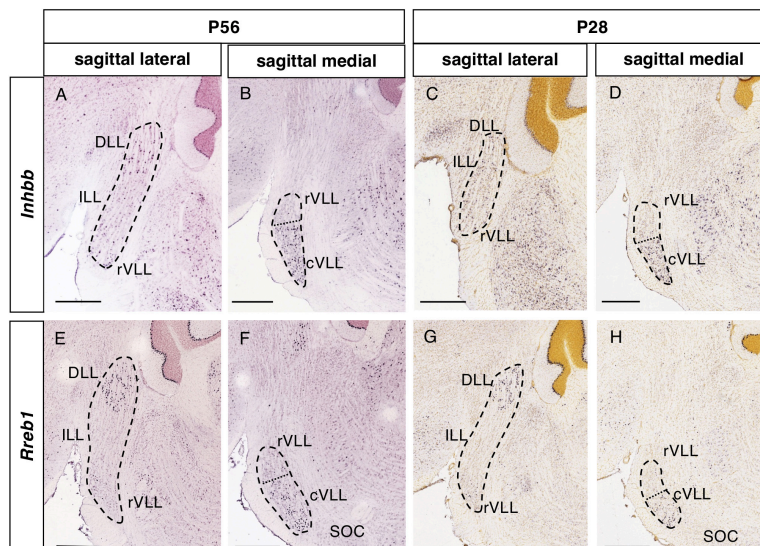 P56
P28
sagittal lateral
sagittal medial
sagittal lateral
sagittal medial
Inhbb
A
DLL
ILL
rVLL
B
rVLL
cVLL
C
DLL
ILL
rVLL
D
rVLL
cVLL
Rreb1
E
DLL
ILL
rVLL
F
rVLL
cVLL
SOC
G
DLL
ILL
rVLL
H
rVLL
cVLL
SOC